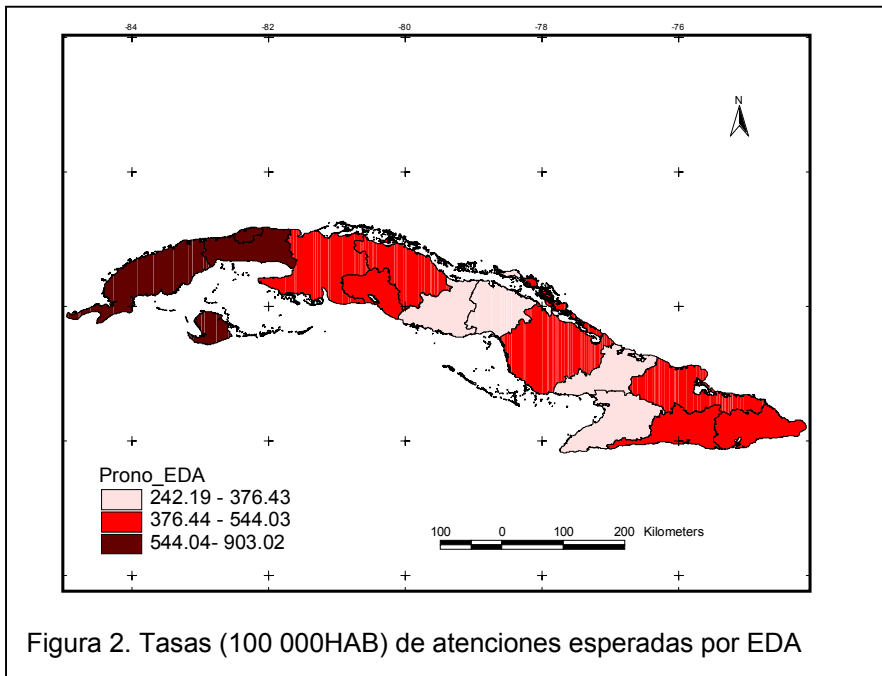 -84 -82 -80 -78 -76
N
Prono_EDA
242.19 - 376.43
376.44 - 544.03
544.04- 903.02
100 0 100 200 Kilometers
Figura 2. Tasas (100 000HAB) de atenciones esperadas por EDA